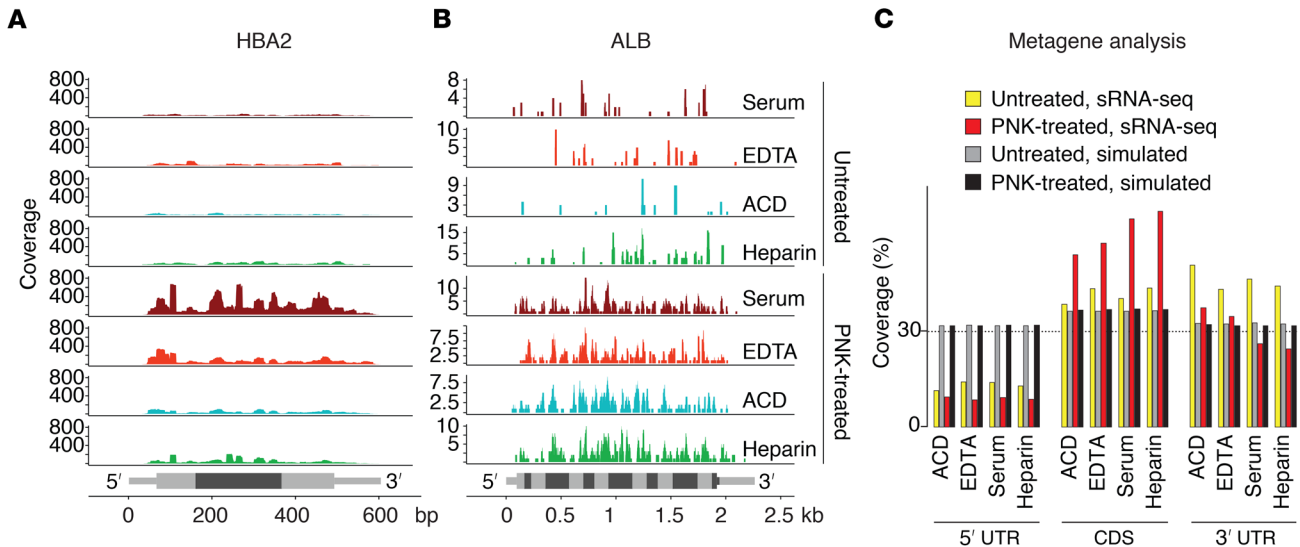 A
HBA2
Coverage
800
400
800
400
800
400
800
400
800
400
800
400
800
400
800
400
5′
3′
0
200
400
600
bp
B
ALB
8
4
Serum
10
5
EDTA
9
3
ACD
15
5
Heparin
Untreated
10
5
Serum
7.5
2.5
EDTA
7.5
2.5
ACD
10
5
Heparin
PNK-treated
5′
3′
0
0.5
1
1.5
2
2.5
kb
C
Metagene analysis
Untreated, sRNA-seq
PNK-treated, sRNA-seq
Untreated, simulated
PNK-treated, simulated
Coverage (%)
30
0
ACD
EDTA
Serum
Heparin
ACD
EDTA
Serum
Heparin
ACD
EDTA
Serum
Heparin
5′ UTR
CDS
3′ UTR